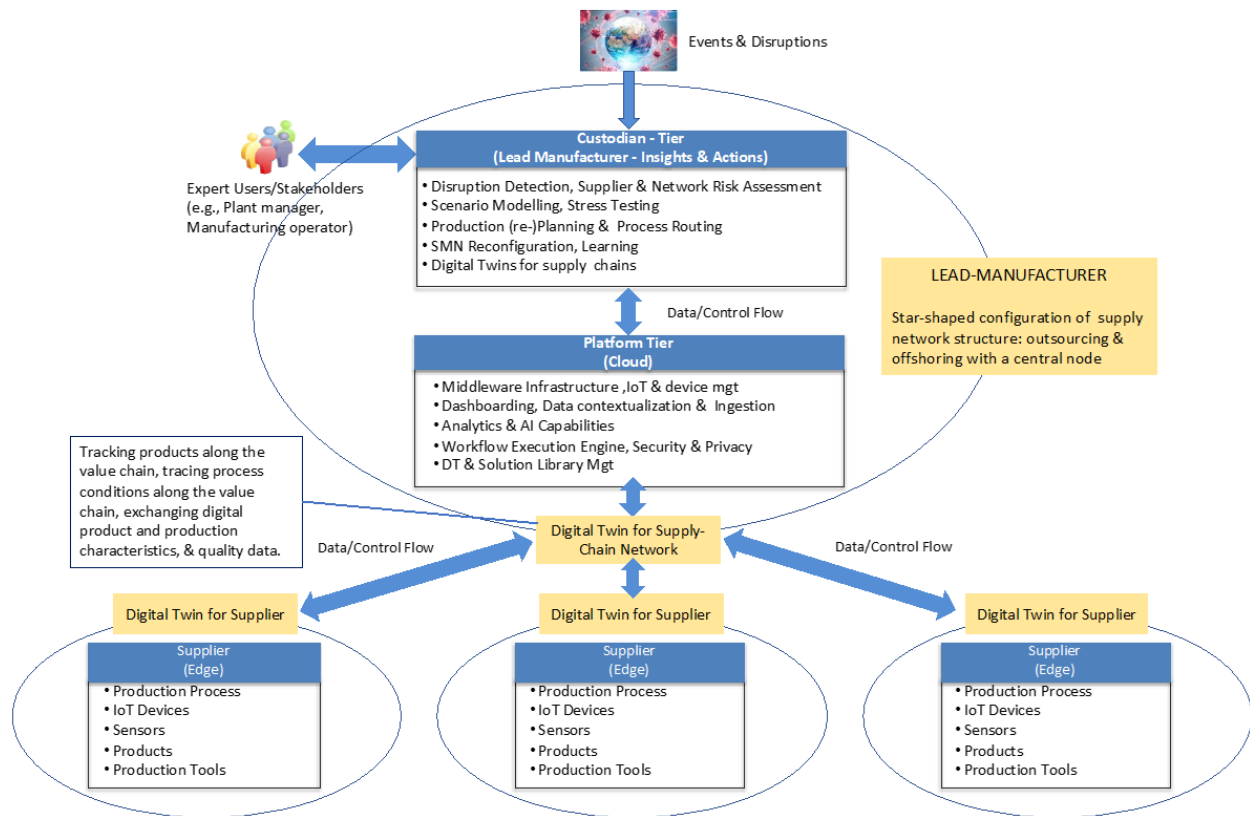 Events & Disruptions
Custodian - Tier
(Lead Manufacturer - Insights & Actions)
• Disruption Detection, Supplier & Network Risk Assessment
• Scenario Modelling, Stress Testing
• Production (re-)Planning & Process Routing
• SMN Reconfiguration, Learning
• Digital Twins for supply chains
Expert Users/Stakeholders
(e.g., Plant manager,
Manufacturing operator)
LEAD-MANUFACTURER
Star-shaped configuration of supply
network structure: outsourcing &
offshoring with a central node
Data/Control Flow
Platform Tier
(Cloud)
• Middleware Infrastructure ,IoT & device mgt
• Dashboarding, Data contextualization & Ingestion
• Analytics & AI Capabilities
• Workflow Execution Engine, Security & Privacy
• DT & Solution Library Mgt
Tracking products along the
value chain, tracing process
conditions along the value
chain, exchanging digital
product and production
characteristics, & quality data.
Digital Twin for Supply-
Chain Network
Data/Control Flow
Data/Control Flow
Digital Twin for Supplier
Supplier
(Edge)
• Production Process
• IoT Devices
• Sensors
• Products
• Production Tools
Digital Twin for Supplier
Supplier
(Edge)
• Production Process
• IoT Devices
• Sensors
• Products
• Production Tools
Digital Twin for Supplier
Supplier
(Edge)
• Production Process
• IoT Devices
• Sensors
• Products
• Production Tools